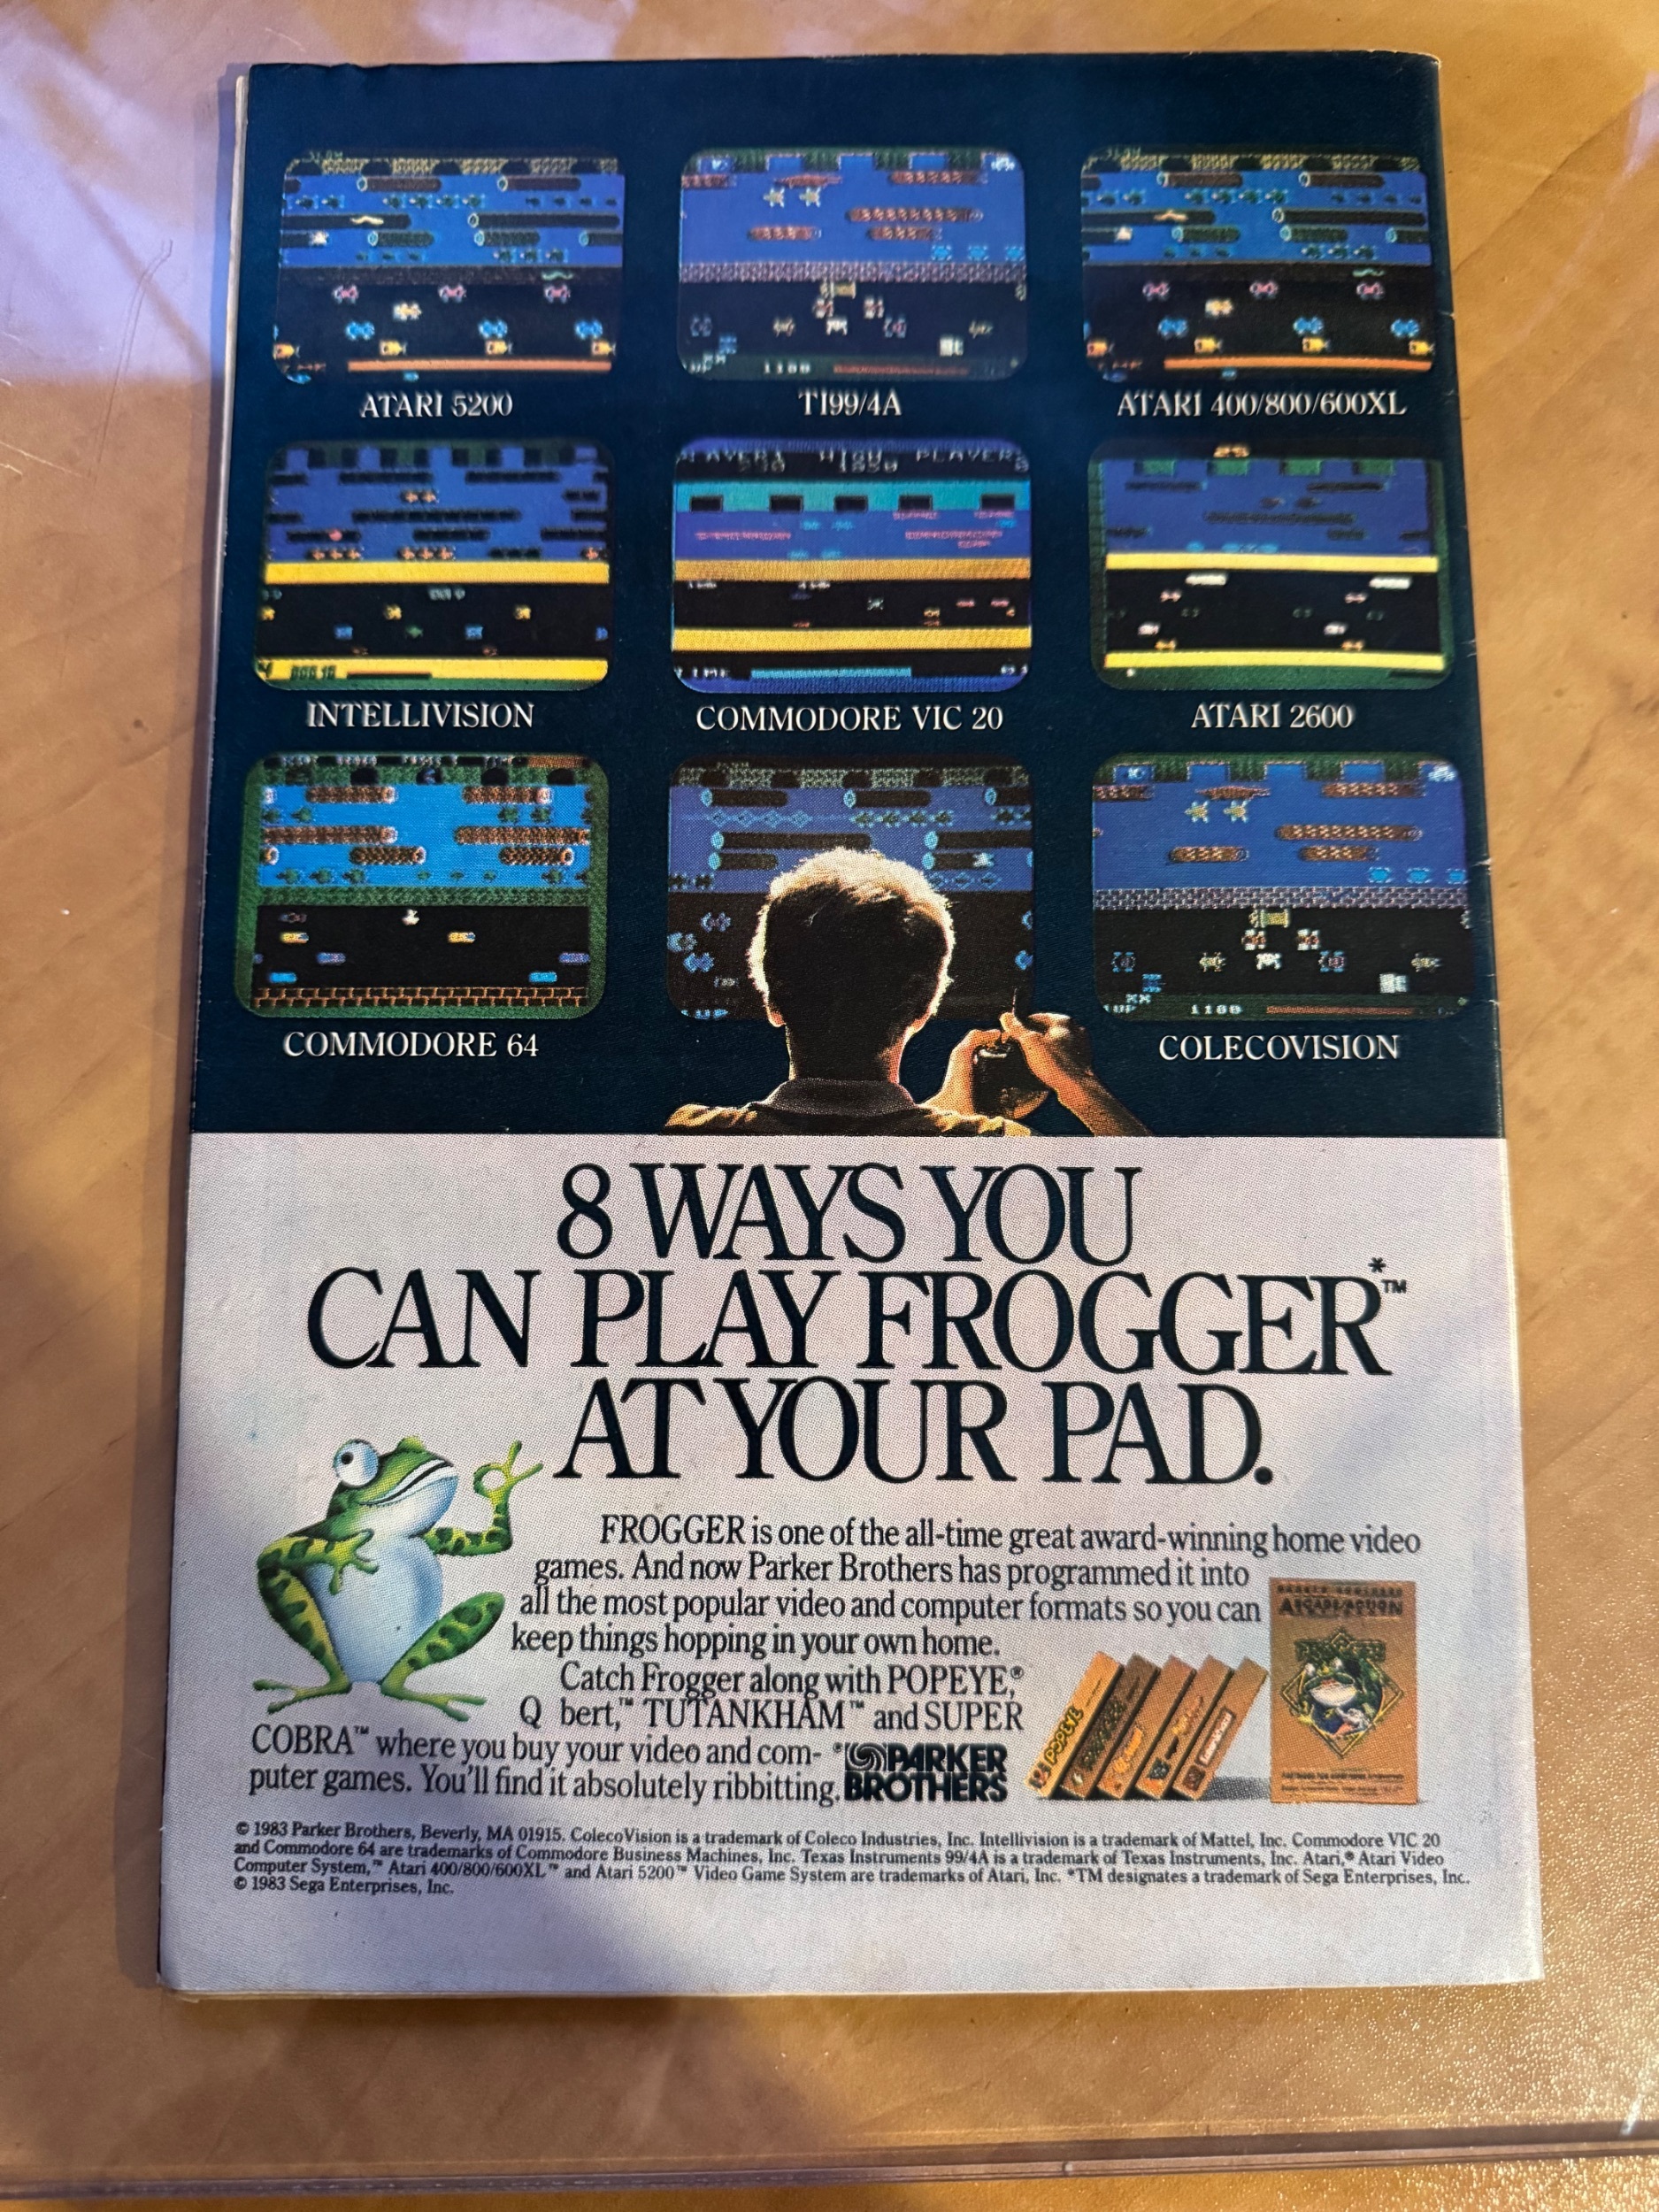 ATARI 5200
TI99/4A
ATARI 400/800/600XL
INTELLIVISION
COMMODORE VIC 20
ATARI 2600
COMMODORE 64
COLECOVISION
1100
HIGH PLAYER
1100
8 WAYS YOU
CAN PLAY FROGGER*™
AT YOUR PAD.
FROGGER is one of the all-time great award-winning home video
games. And now Parker Brothers has programmed it into
all the most popular video and computer formats so you can
keep things hopping in your own home.
Catch Frogger along with POPEYE,®
Q bert,™ TUTANKHAM™ and SUPER
COBRA™ where you buy your video and com-
puter games. You'll find it absolutely ribbitting.
PARKER
BROTHERS
POPEYE
© 1983 Parker Brothers, Beverly, MA 01915. ColecoVision is a trademark of Coleco Industries, Inc. Intellivision is a trademark of Mattel, Inc. Commodore VIC 20
and Commodore 64 are trademarks of Commodore Business Machines, Inc. Texas Instruments 99/4A is a trademark of Texas Instruments, Inc. Atari,® Atari Video
Computer System,™ Atari 400/800/600XL™ and Atari 5200™ Video Game System are trademarks of Atari, Inc. *TM designates a trademark of Sega Enterprises, Inc.
© 1983 Sega Enterprises, Inc.